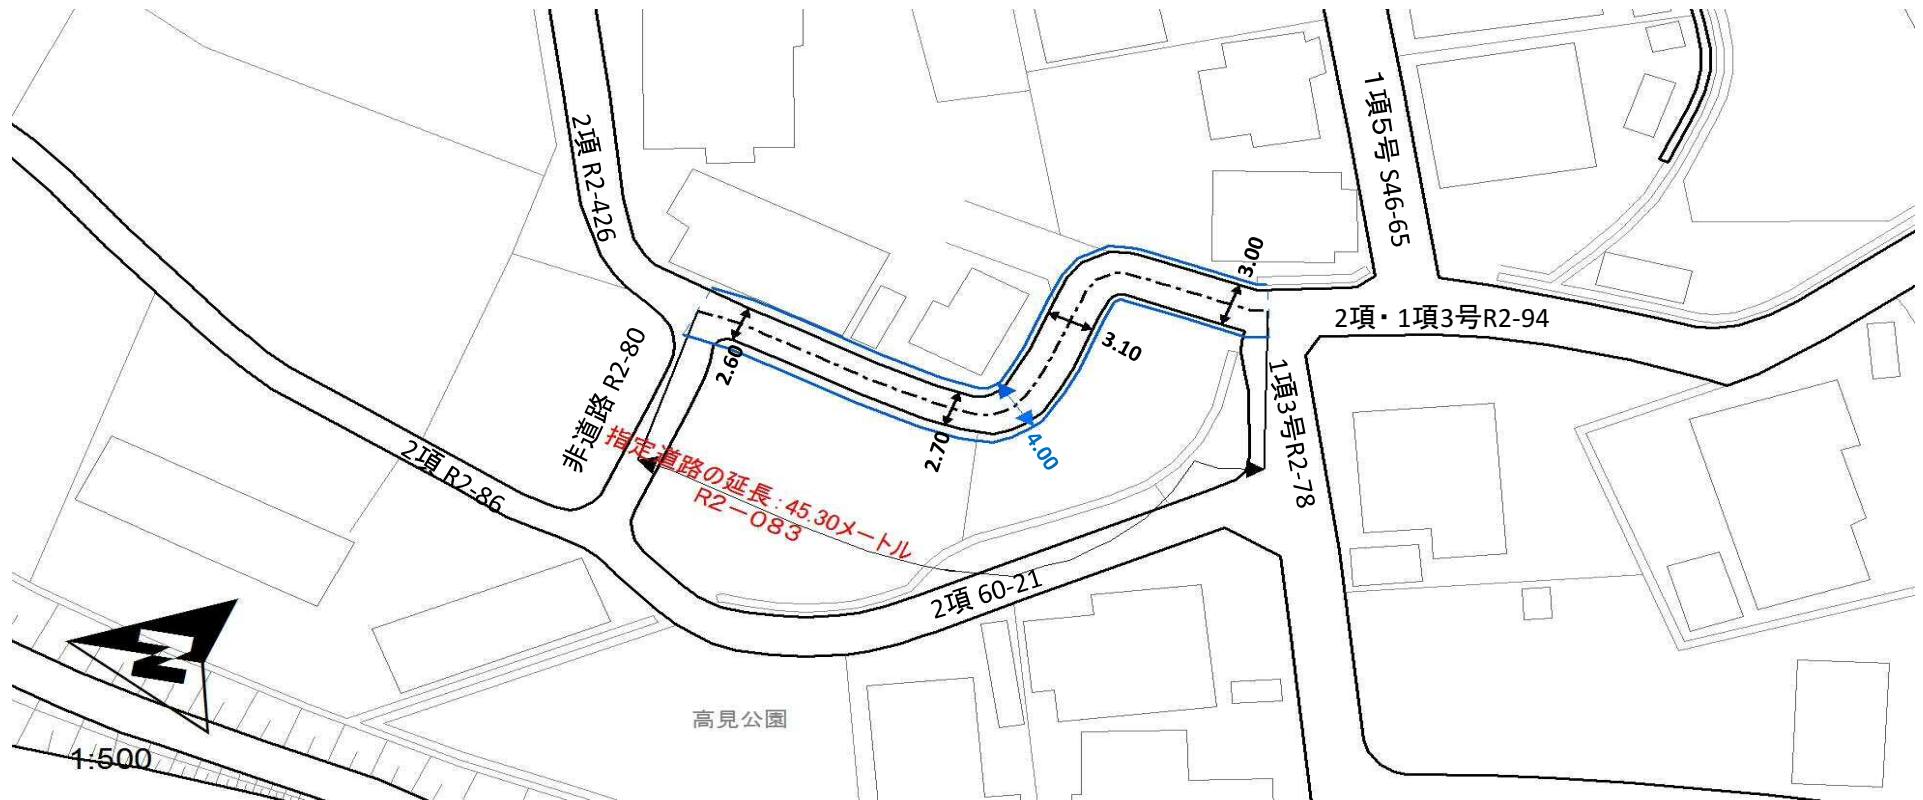 2項 R2-426
1項5号 S46-65
3.00
2項・1項3号R2-94
2.60
3.10
非道路 R2-80
1項3号R2-78
2.70
4.00
指定道路の延長：45.30メートル
R2－083
2項 R2-86
2項 60-21
N
高見公園
1:500